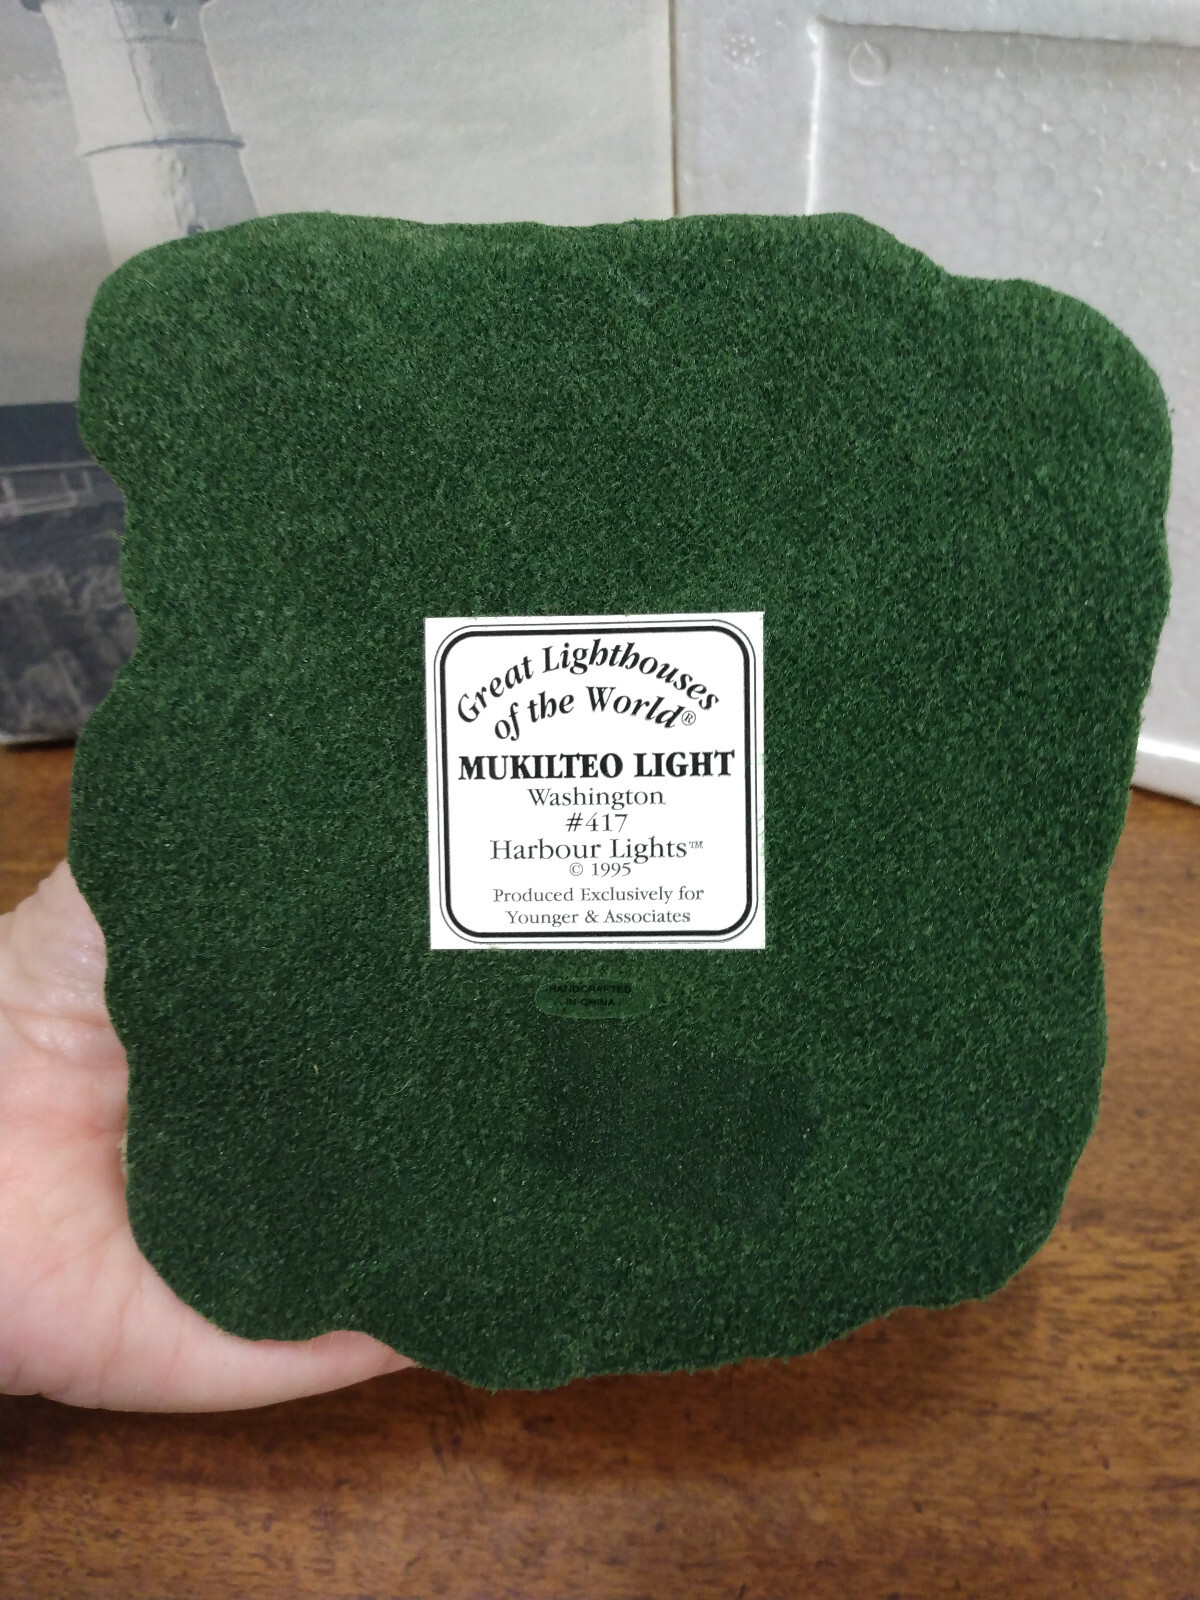 Great Lighthouses
of the World®
MUKILTEO LIGHT
Washington
#417
Harbour Lights™
© 1995
Produced Exclusively for
Younger & Associates
HANDCRAFTED
IN CHINA